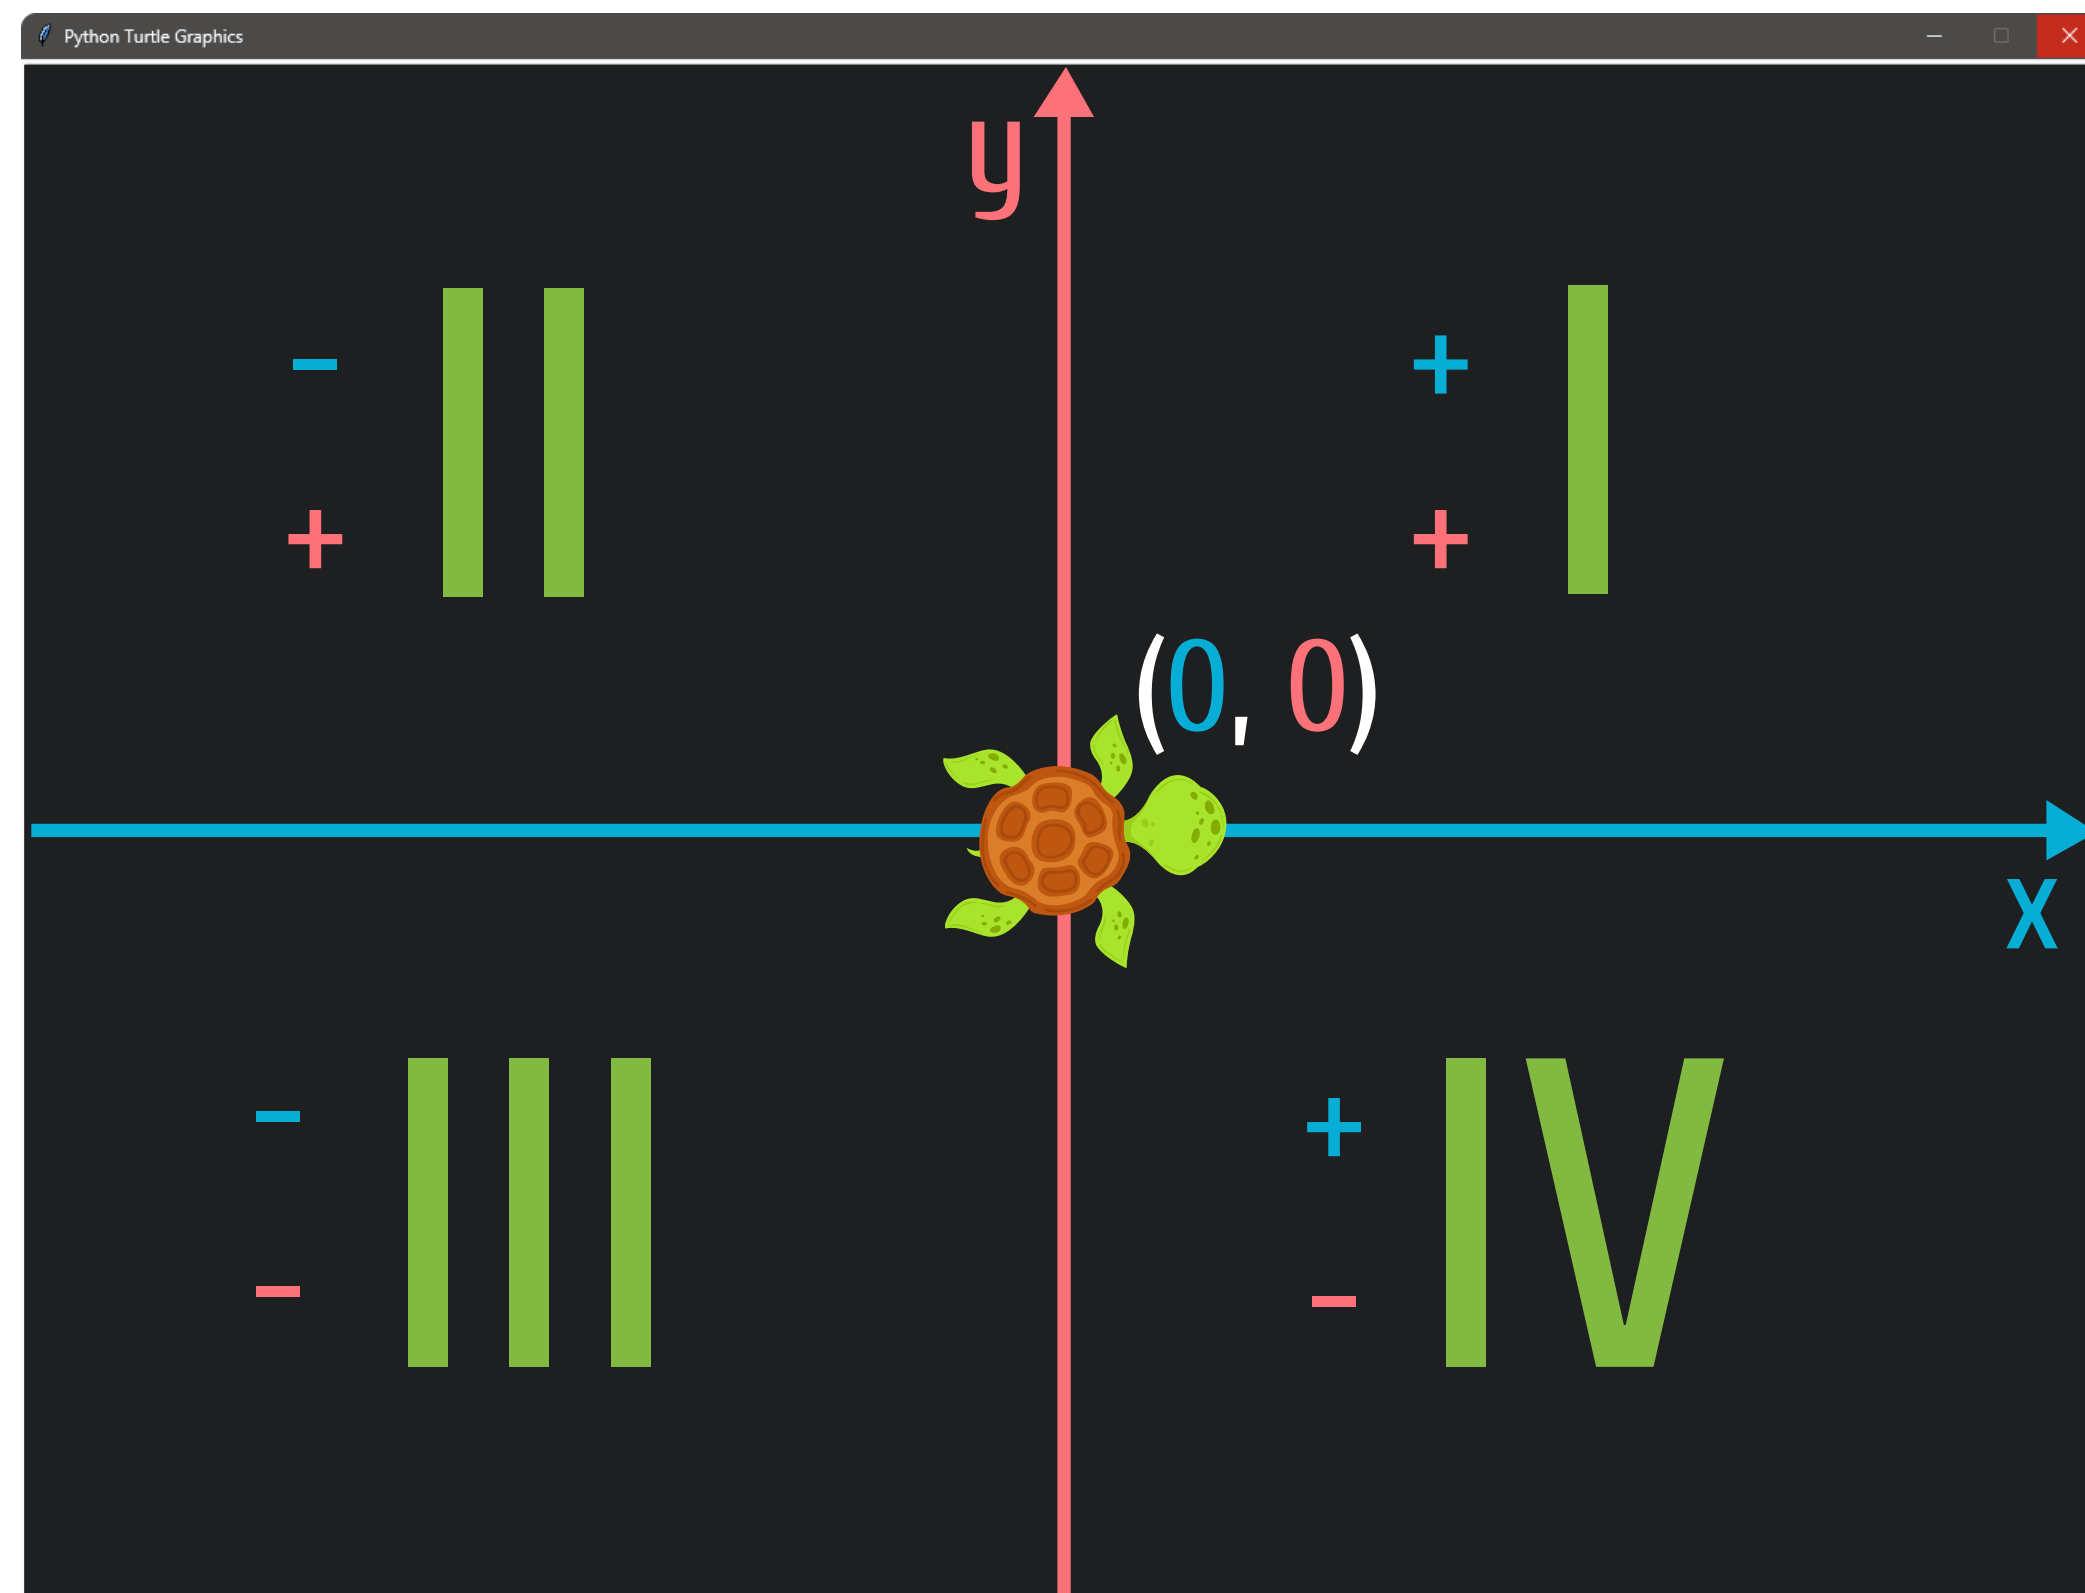 Python Turtle Graphics
y
− II
+
+ I
+
(0, 0)
x
− III
−
+ IV
−